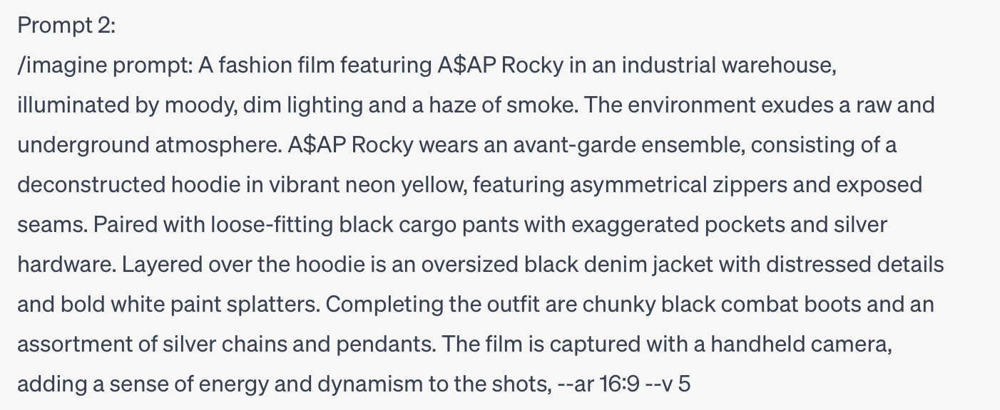 Prompt 2:
/imagine prompt: A fashion film featuring A$AP Rocky in an industrial warehouse,
illuminated by moody, dim lighting and a haze of smoke. The environment exudes a raw and
underground atmosphere. A$AP Rocky wears an avant-garde ensemble, consisting of a
deconstructed hoodie in vibrant neon yellow, featuring asymmetrical zippers and exposed
seams. Paired with loose-fitting black cargo pants with exaggerated pockets and silver
hardware. Layered over the hoodie is an oversized black denim jacket with distressed details
and bold white paint splatters. Completing the outfit are chunky black combat boots and an
assortment of silver chains and pendants. The film is captured with a handheld camera,
adding a sense of energy and dynamism to the shots, --ar 16:9 --v 5